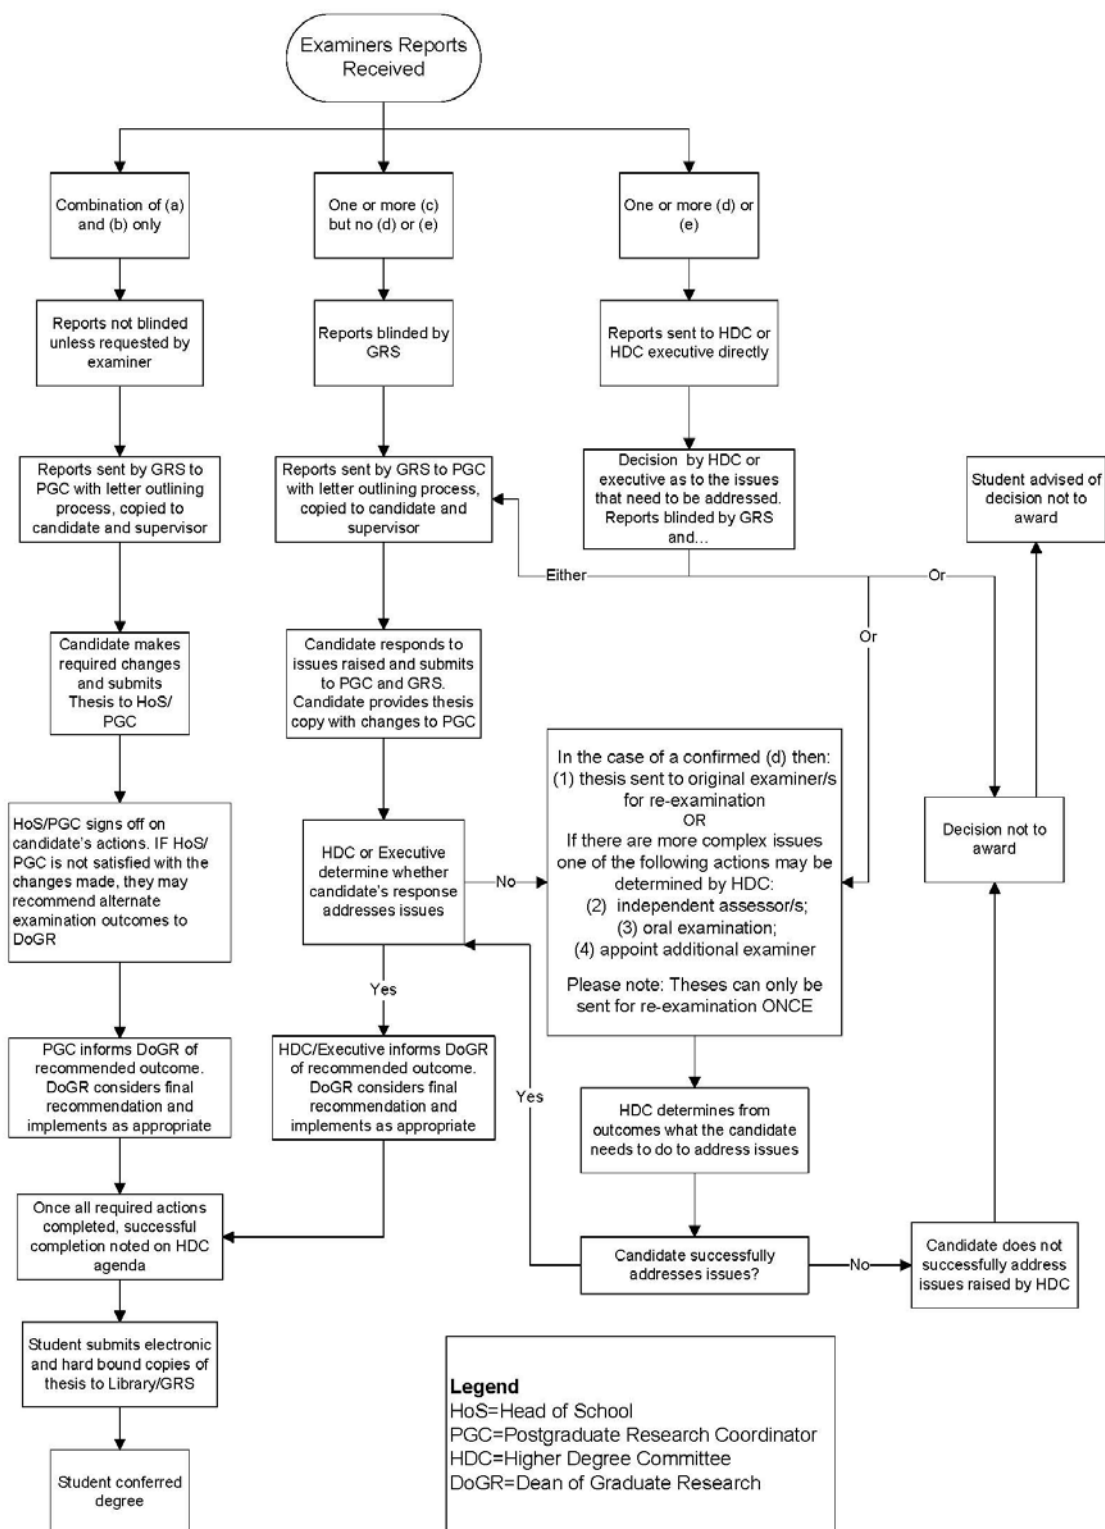 Examiners Reports
Received
Combination of (a)
and (b) only
One or more (c)
but no (d) or (e)
One or more (d) or
(e)
Reports not blinded
unless requested by
examiner
Reports blinded by
GRS
Reports sent to HDC or
HDC executive directly
Reports sent by GRS to
PGC with letter outlining
process, copied to
candidate and supervisor
Reports sent by GRS to PGC
with letter outlining process,
copied to candidate and
supervisor
Decision by HDC or
executive as to the issues
that need to be addressed.
Reports blinded by GRS
and...
Student advised of
decision not to
award
Either
Or
Or
Candidate makes
required changes
and submits
Thesis to HoS/
PGC
Candidate responds to
issues raised and submits
to PGC and GRS.
Candidate provides thesis
copy with changes to PGC
In the case of a confirmed (d) then:
(1) thesis sent to original examiner/s
for re-examination
OR
If there are more complex issues
one of the following actions may be
determined by HDC:
(2) independent assessor/s;
(3) oral examination;
(4) appoint additional examiner
Please note: Theses can only be
sent for re-examination ONCE
Decision not to
award
HoS/PGC signs off on
candidate's actions. IF HoS/
PGC is not satisfied with the
changes made, they may
recommend alternate
examination outcomes to
DoGR
HDC or Executive
determine whether
candidate's response
addresses issues
No
Yes
PGC informs DoGR of
recommended outcome.
DoGR considers final
recommendation and
implements as appropriate
HDC/Executive informs DoGR
of recommended outcome.
DoGR considers final
recommendation and
implements as appropriate
Yes
HDC determines from
outcomes what the candidate
needs to do to address issues
Once all required actions
completed, successful
completion noted on HDC
agenda
Candidate successfully
addresses issues?
No
Candidate does not
successfully address
issues raised by HDC
Student submits electronic
and hard bound copies of
thesis to Library/GRS
Student conferred
degree
Legend
HoS=Head of School
PGC=Postgraduate Research Coordinator
HDC=Higher Degree Committee
DoGR=Dean of Graduate Research